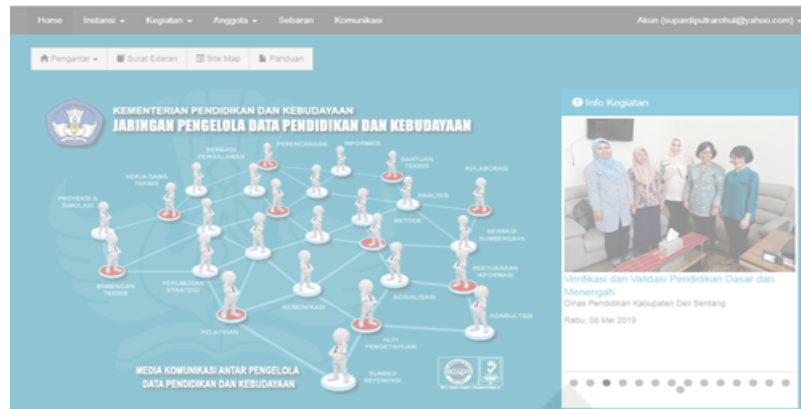 Home Instansi Kegiatan Anggota Sebaran Komunikasi Akun (supardiputrarohul@yahoo.com)
Pengantar Surat Edaran Site Map Panduan
KEMENTERIAN PENDIDIKAN DAN KEBUDAYAAN
JARINGAN PENGELOLA DATA PENDIDIKAN DAN KEBUDAYAAN
BERBAGI
PENGALAMAN
PERENCANAAN
INFORMASI
BANTUAN
TEKNIS
KOLABORASI
KERJA SAMA
TEKNIS
PROYEKSI &
SIMULASI
ANALISIS
METODE
BERBAGI
SUMBERDAYA
PERTUKARAN
INFORMASI
BIMBINGAN
TEKNIS
PERUMUSAN
STRATEGI
KOMUNIKASI
SOSIALISASI
KONSULTASI
PELATIHAN
ALIH
PENGETAHUAN
SUMBER
REFERENSI
MEDIA KOMUNIKASI ANTAR PENGELOLA
DATA PENDIDIKAN DAN KEBUDAYAAN
Info Kegiatan
Verifikasi dan Validasi Pendidikan Dasar dan
Menengah
Dinas Pendidikan Kabupaten Deli Serdang
Rabu, 08 Mei 2019